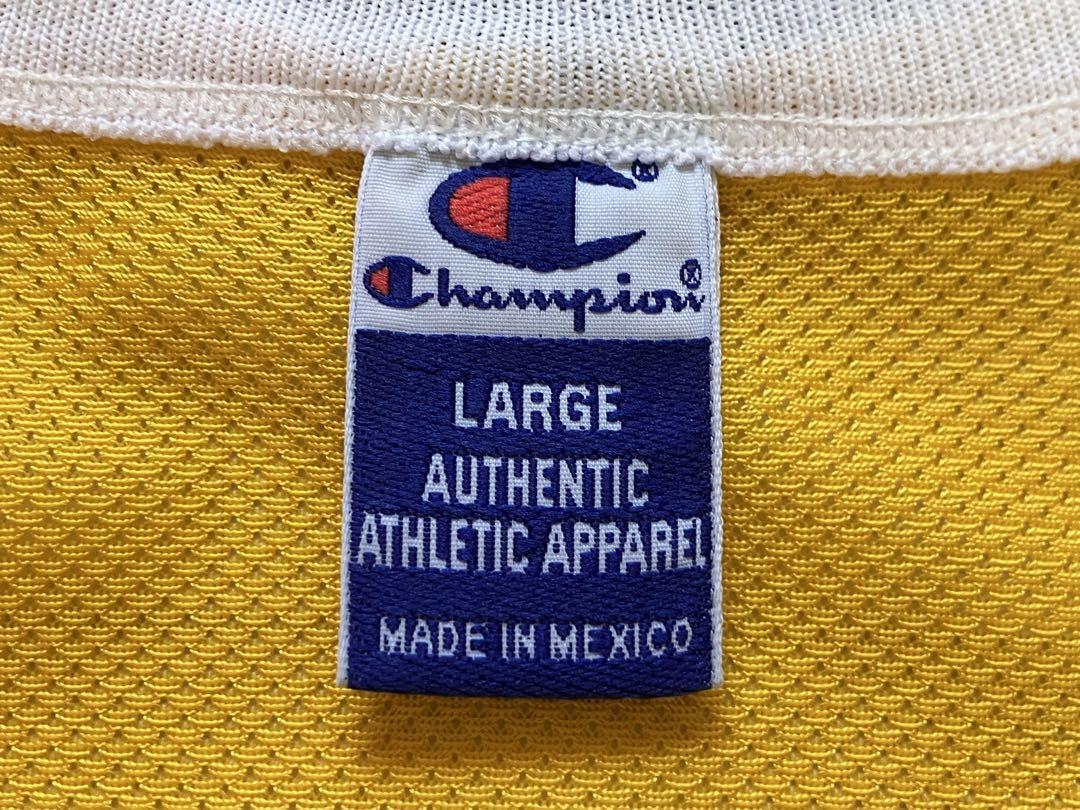 ®
Champion®
LARGE
AUTHENTIC
ATHLETIC APPAREL
MADE IN MEXICO